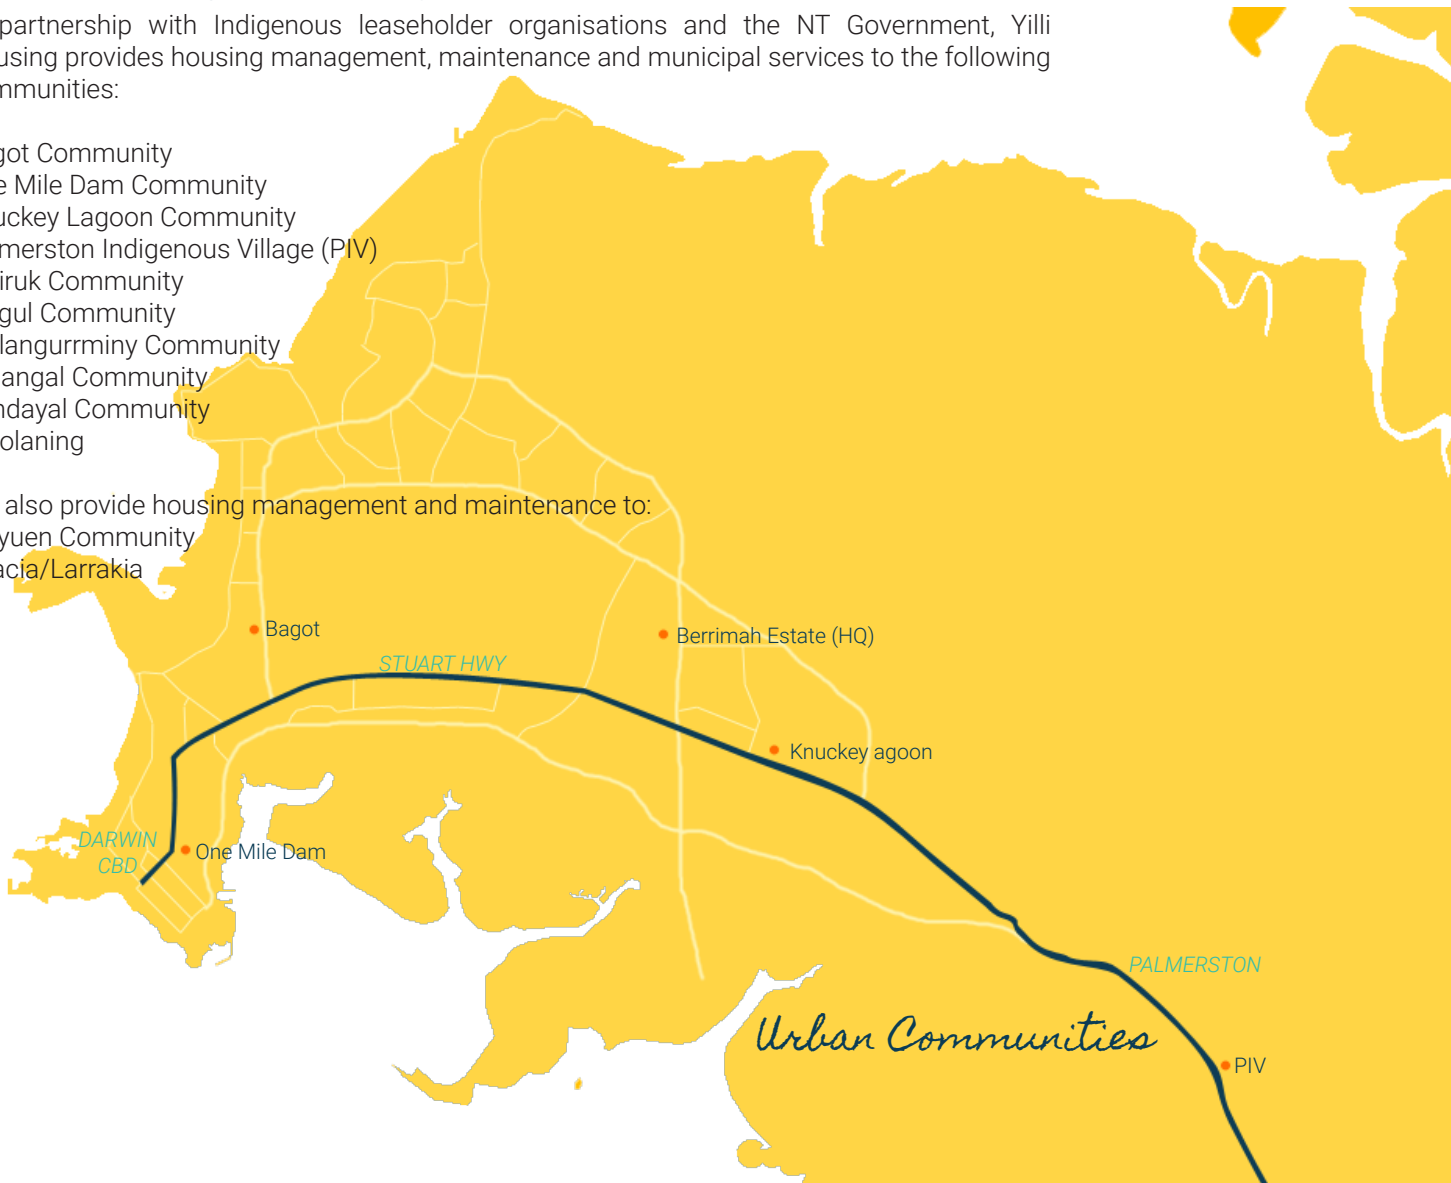 partnership with Indigenous leaseholder organisations and the NT Government, Yilli
using provides housing management, maintenance and municipal services to the following
mmunities:
got Community
e Mile Dam Community
uckey Lagoon Community
merston Indigenous Village (PIV)
iruk Community
gul Community
langurrminy Community
angal Community
ndayal Community
olaning
also provide housing management and maintenance to:
yuen Community
acia/Larrakia
Bagot
Berrimah Estate (HQ)
STUART HWY
Knuckey agoon
DARWIN
CBD
One Mile Dam
PALMERSTON
Urban Communities
PIV